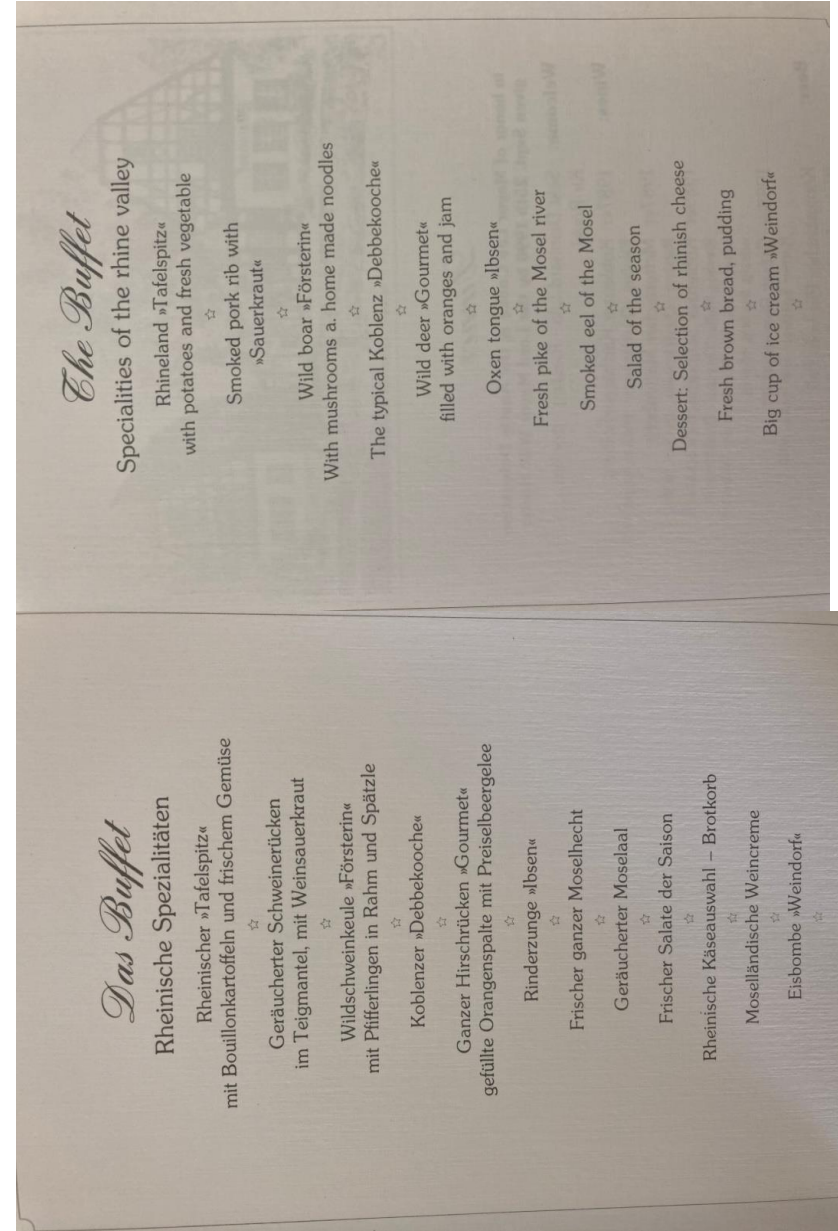 The Buffet
Specialities of the rhine valley
Rhineland »Tafelspitz«
with potatoes and fresh vegetable
Smoked pork rib with
»Sauerkraut«
Wild boar »Försterin«
With mushrooms a. home made noodles
The typical Koblenz »Debbekooche«
Wild deer »Gourmet«
filled with oranges and jam
Oxen tongue »Ibsen«
Fresh pike of the Mosel river
Smoked eel of the Mosel
Salad of the season
Dessert: Selection of rhinish cheese
Fresh brown bread, pudding
Big cup of ice cream »Weindorf«
Das Buffet
Rheinische Spezialitäten
Rheinischer »Tafelspitz«
mit Bouillonkartoffeln und frischem Gemüse
Geräucherter Schweinerücken
im Teigmantel, mit Weinsauerkraut
Wildschweinkeule »Försterin«
mit Pfifferlingen in Rahm und Spätzle
Koblenzer »Debbekooche«
Ganzer Hirschrücken »Gourmet«
gefüllte Orangenspalte mit Preiselbeergelee
Rinderzunge »Ibsen«
Frischer ganzer Moselhecht
Geräucherter Moselaal
Frischer Salate der Saison
Rheinische Käseauswahl – Brotkorb
Moselländische Weincreme
Eisbombe »Weindorf«